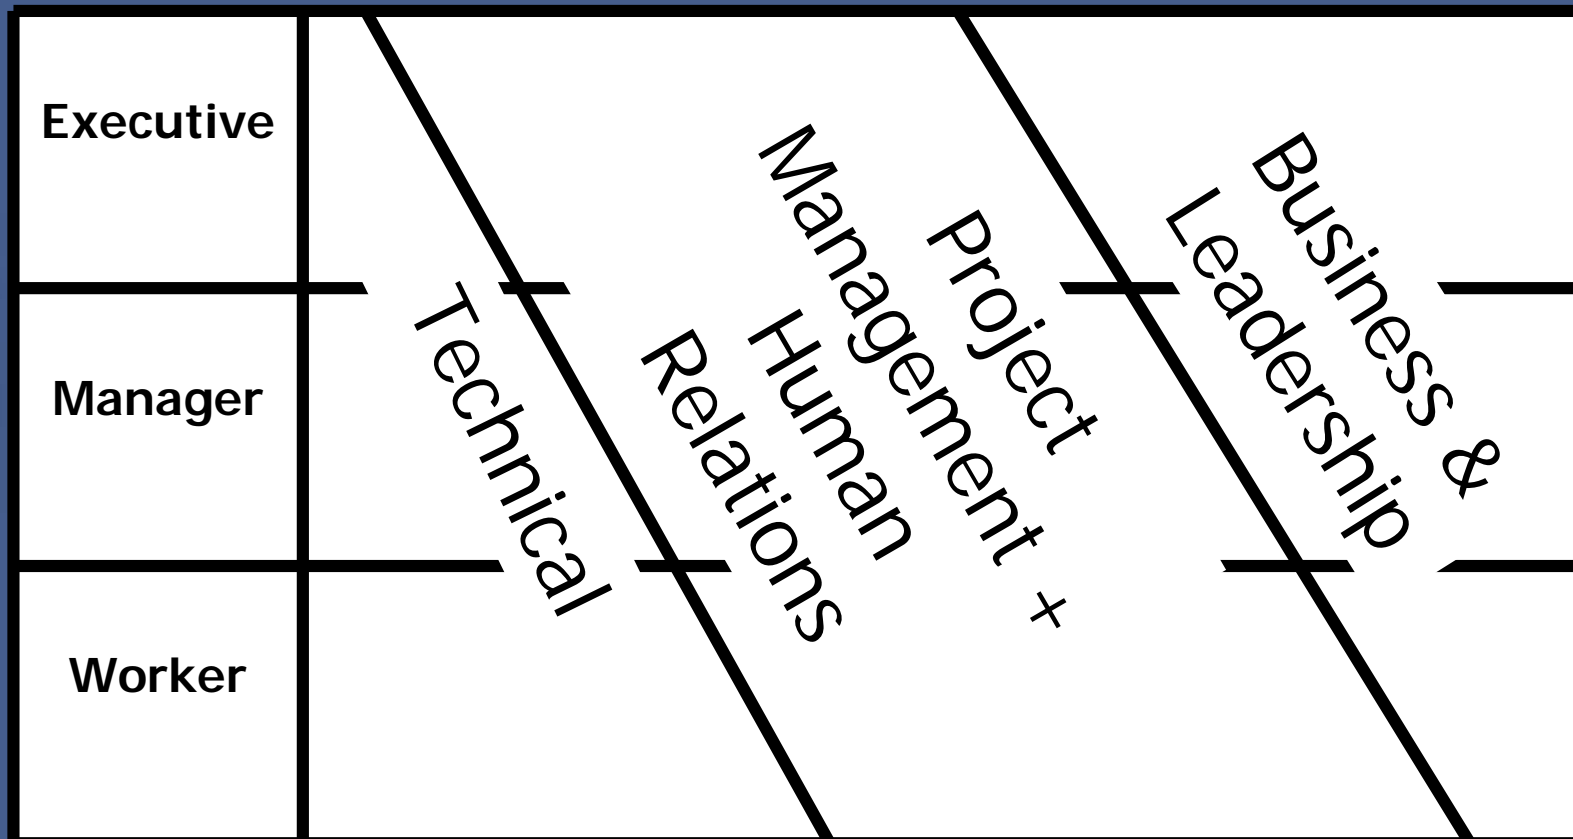 Executive
Manager
Worker
Technical
Project
Management +
Human
Relations
Business &
Leadership